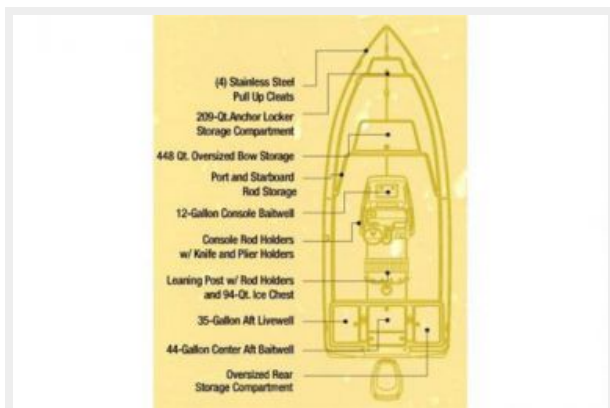 (4) Stainless Steel
Pull Up Cleats
209-Qt.Anchor Locker
Storage Compartment
448 Qt. Oversized Bow Storage
Port and Starboard
Rod Storage
12-Gallon Console Baitwell
Console Rod Holders
w/ Knife and Plier Holders
Leaning Post w/ Rod Holders
and 94-Qt. Ice Chest
35-Gallon Aft Livewell
44-Gallon Center Aft Baitwell
Oversized Rear
Storage Compartment